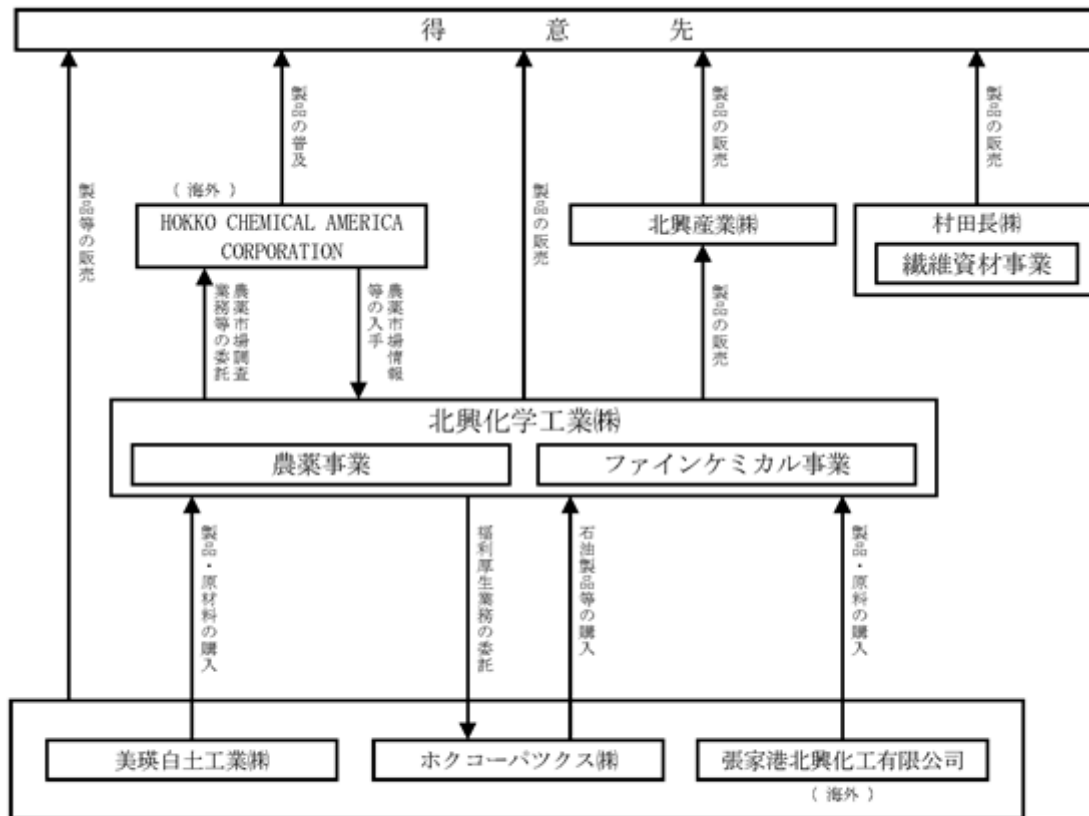 得意先
製品等の販売
製品の普及
製品の販売
製品の販売
製品の販売
（海外）
HOKKO CHEMICAL AMERICA
CORPORATION
北興産業㈱
村田長㈱
繊維資材事業
農薬市場調査
業務等の委託
農薬市場情報
等の入手
製品の販売
北興化学工業㈱
農薬事業
ファインケミカル事業
製品・原材料の購入
福利厚生業務の委託
石油製品等の購入
製品・原料の購入
美瑛白土工業㈱
ホクコーパツクス㈱
張家港北興化工有限公司
（海外）